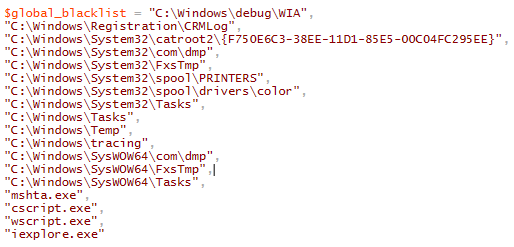 $global_blacklist = "C:\Windows\debug\WIA",
"C:\Windows\Registration\CRMLog",
"C:\Windows\System32\catroot2\{F750E6C3-38EE-11D1-85E5-00C04FC295EE}",
"C:\Windows\System32\com\dmp",
"C:\Windows\System32\FxsTmp",
"C:\Windows\System32\spool\PRINTERS",
"C:\Windows\System32\spool\drivers\color",
"C:\Windows\System32\Tasks",
"C:\Windows\Tasks",
"C:\Windows\Temp",
"C:\Windows\tracing",
"C:\Windows\SysWOW64\com\dmp",
"C:\Windows\SysWOW64\FxsTmp",
"C:\Windows\SysWOW64\Tasks",
"mshta.exe",
"cscript.exe",
"wscript.exe",
"iexplore.exe"